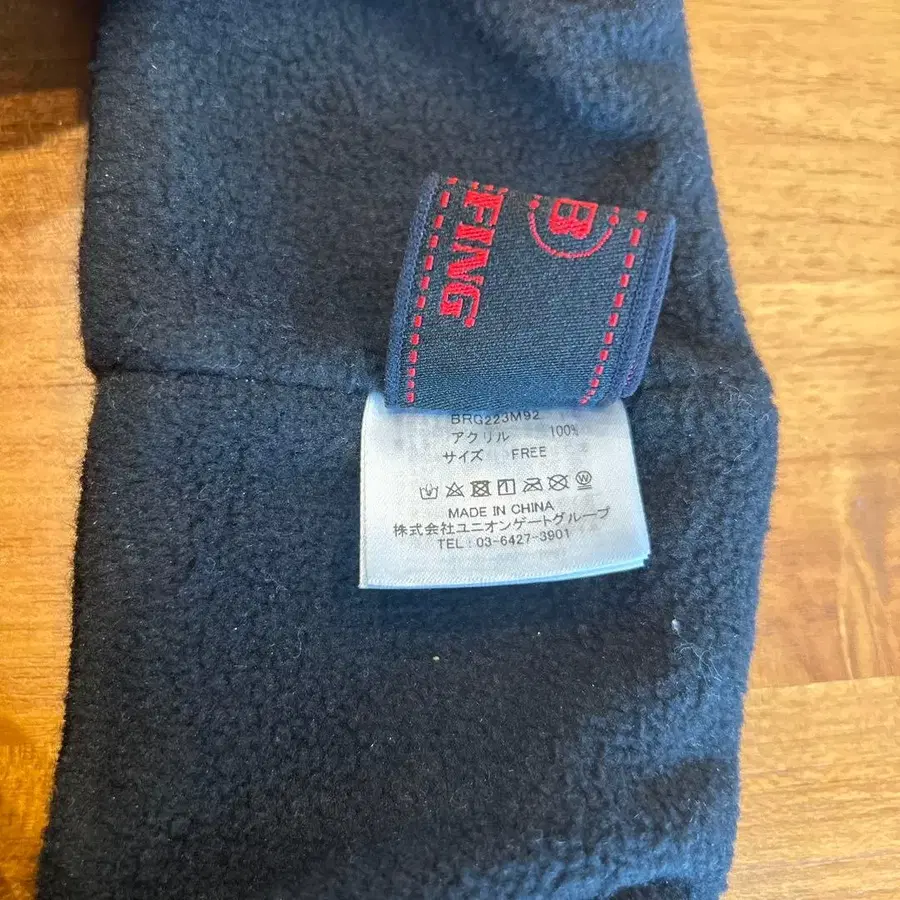 B
FING
BRG223M92
アクリル 100%
サイズ FREE
MADE IN CHINA
株式会社ユニオンゲートグループ
TEL:03-6427-3901